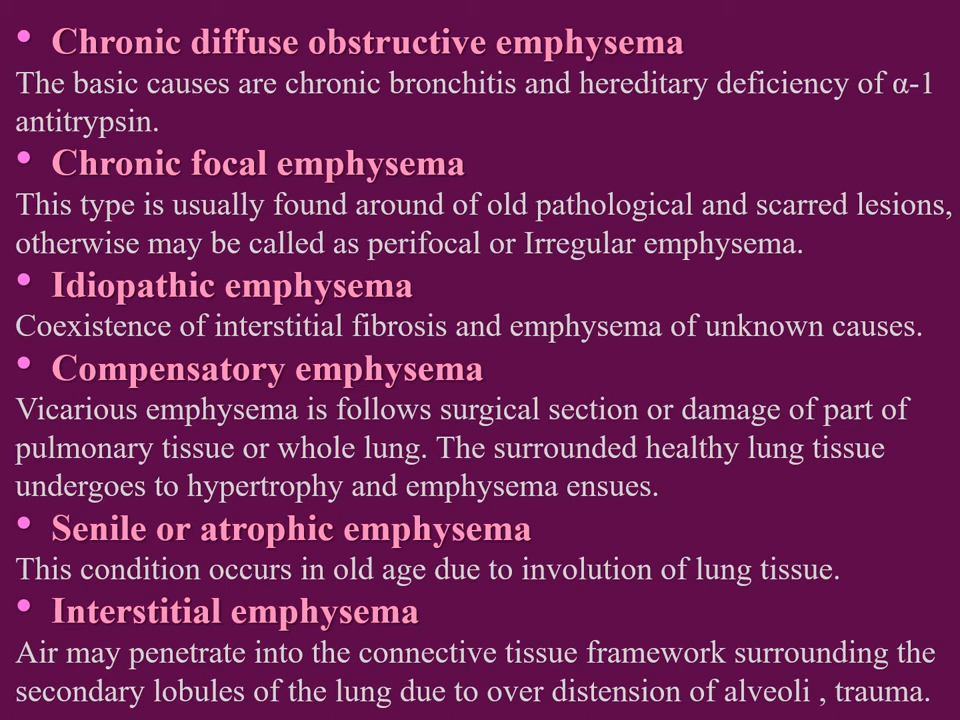 • Chronic diffuse obstructive emphysema
The basic causes are chronic bronchitis and hereditary deficiency of α-1
antitrypsin.
• Chronic focal emphysema
This type is usually found around of old pathological and scarred lesions,
otherwise may be called as perifocal or Irregular emphysema.
• Idiopathic emphysema
Coexistence of interstitial fibrosis and emphysema of unknown causes.
• Compensatory emphysema
Vicarious emphysema is follows surgical section or damage of part of
pulmonary tissue or whole lung. The surrounded healthy lung tissue
undergoes to hypertrophy and emphysema ensues.
• Senile or atrophic emphysema
This condition occurs in old age due to involution of lung tissue.
• Interstitial emphysema
Air may penetrate into the connective tissue framework surrounding the
secondary lobules of the lung due to over distension of alveoli , trauma.